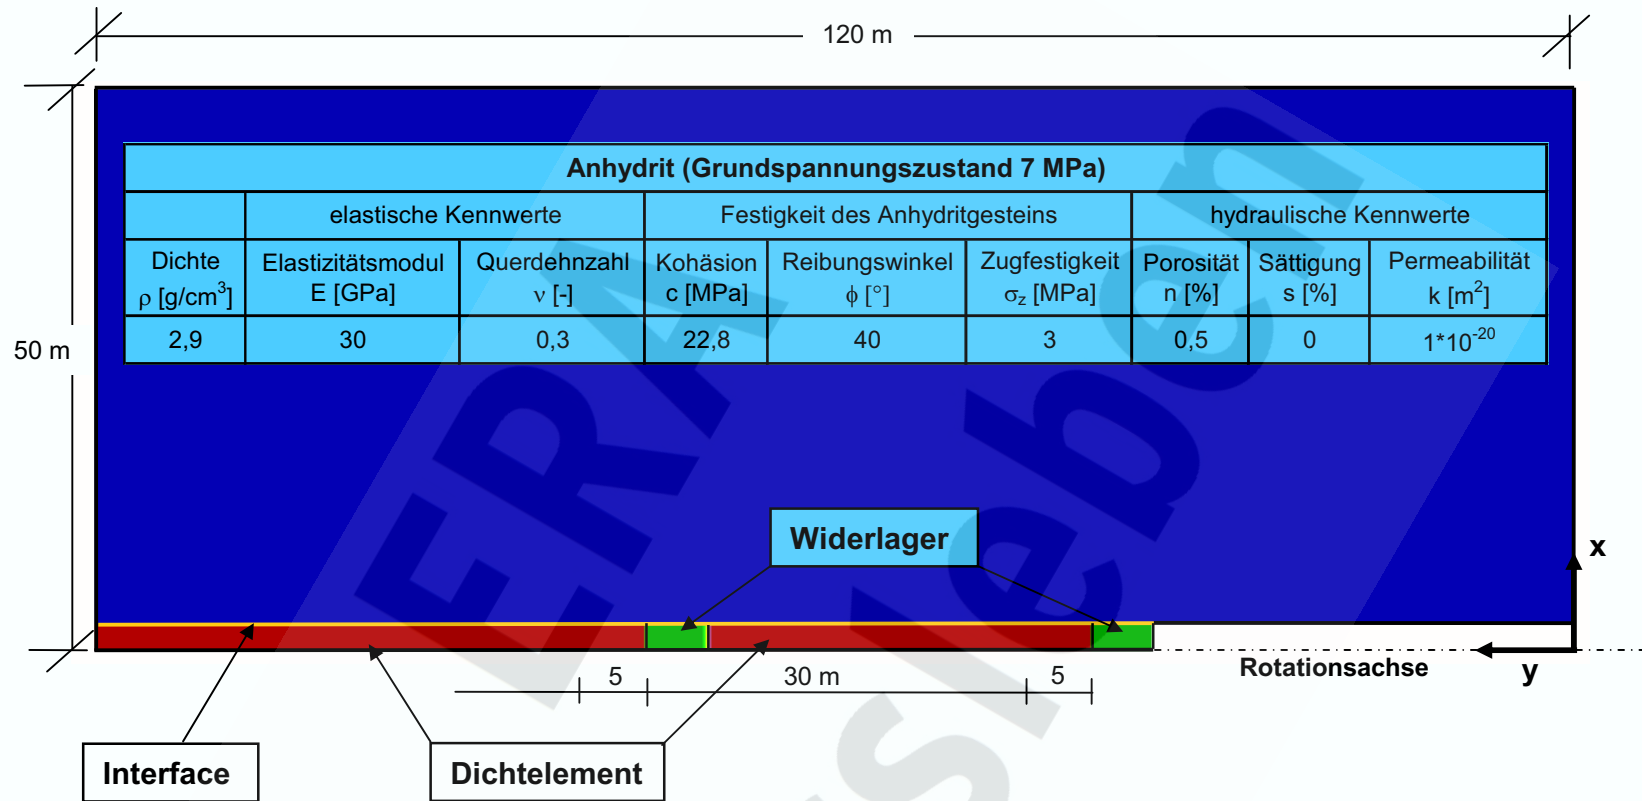 120 m
Anhydrit (Grundspannungszustand 7 MPa)
elastische Kennwerte Festigkeit des Anhydritgesteins hydraulische Kennwerte
Dichte Elastizitätsmodul Querdehnzahl Kohäsion Reibungswinkel Zugfestigkeit Porosität Sättigung Permeabilität
ρ [g/cm³] E [GPa] ν [-] c [MPa] ϕ [°] σz [MPa] n [%] s [%] k [m²]
2,9 30 0,3 22,8 40 3 0,5 0 1*10⁻²⁰
50 m
Widerlager
x
Rotationsachse
y
5 30 m 5
Interface
Dichtelement
ERA
sleben